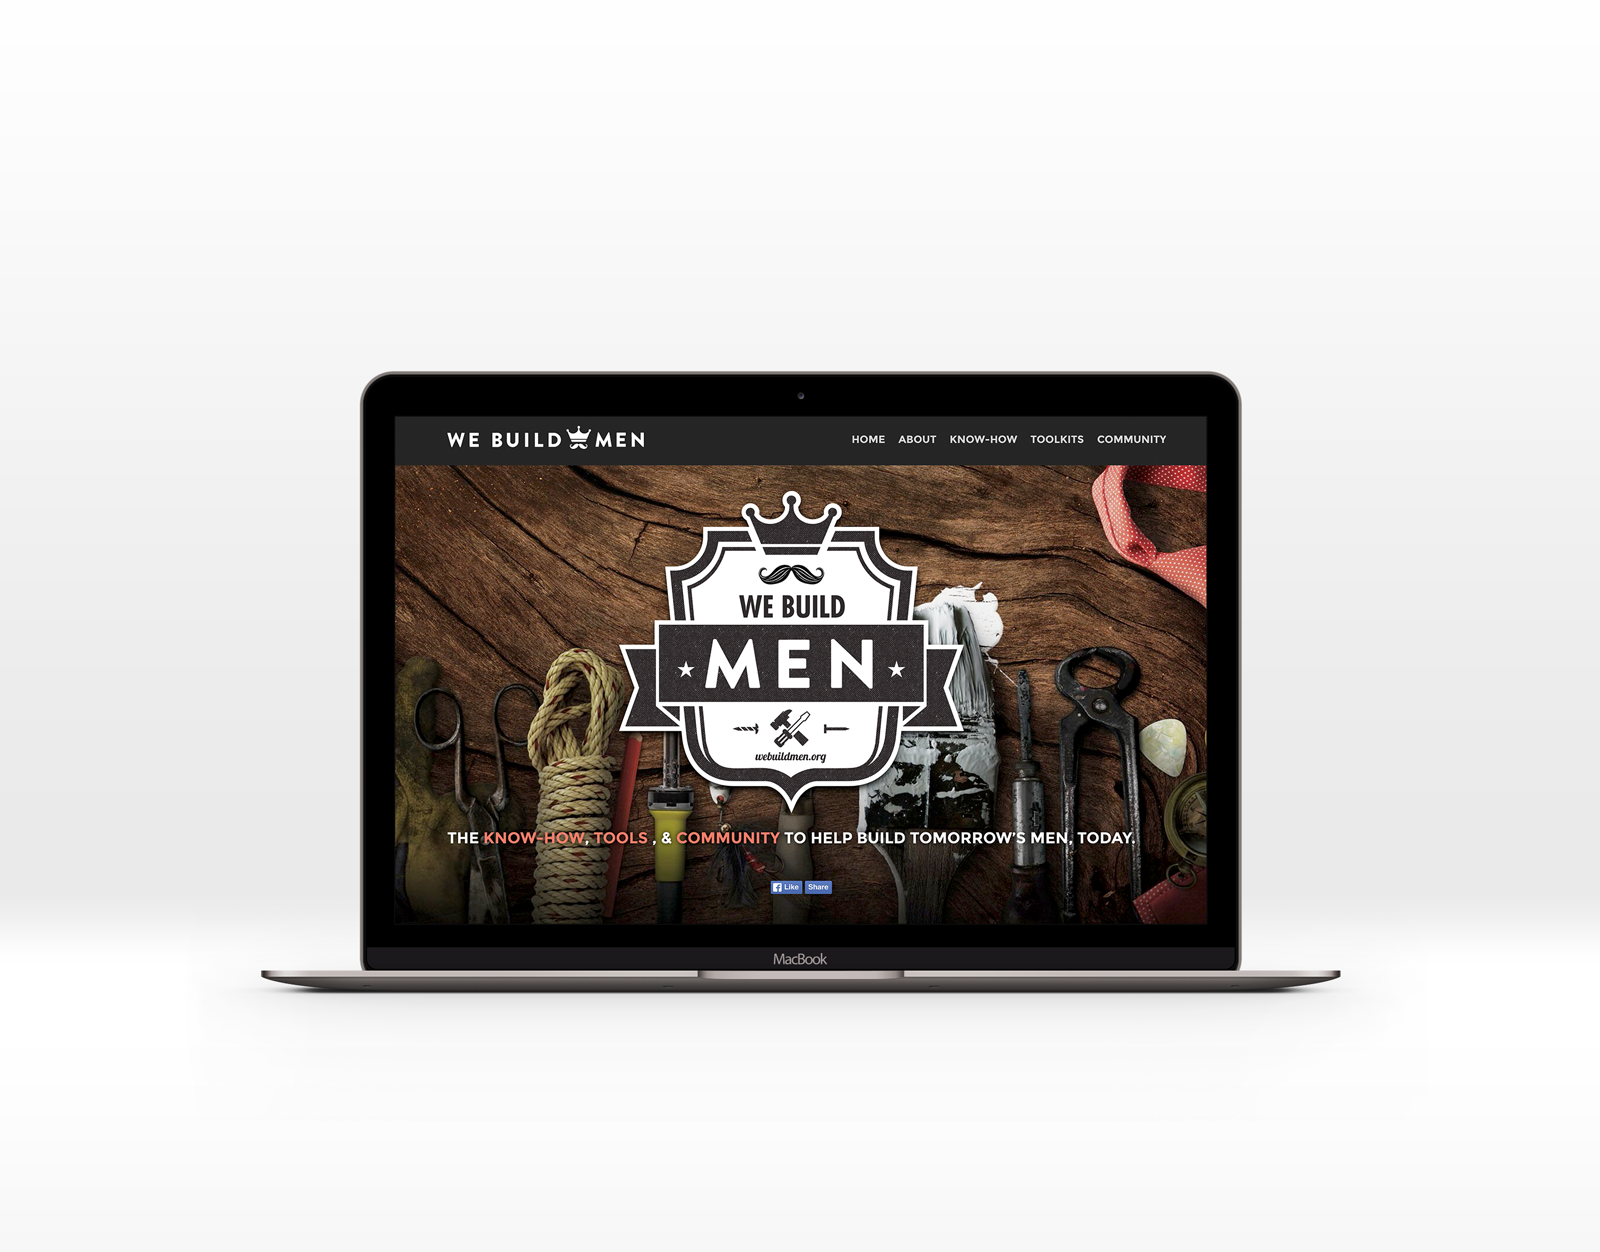 WE BUILD MEN
HOME ABOUT KNOW-HOW TOOLKITS COMMUNITY
WE BUILD
MEN
webuildmen.org
THE KNOW-HOW, TOOLS , & COMMUNITY TO HELP BUILD TOMORROW'S MEN, TODAY.
Like Share
MacBook